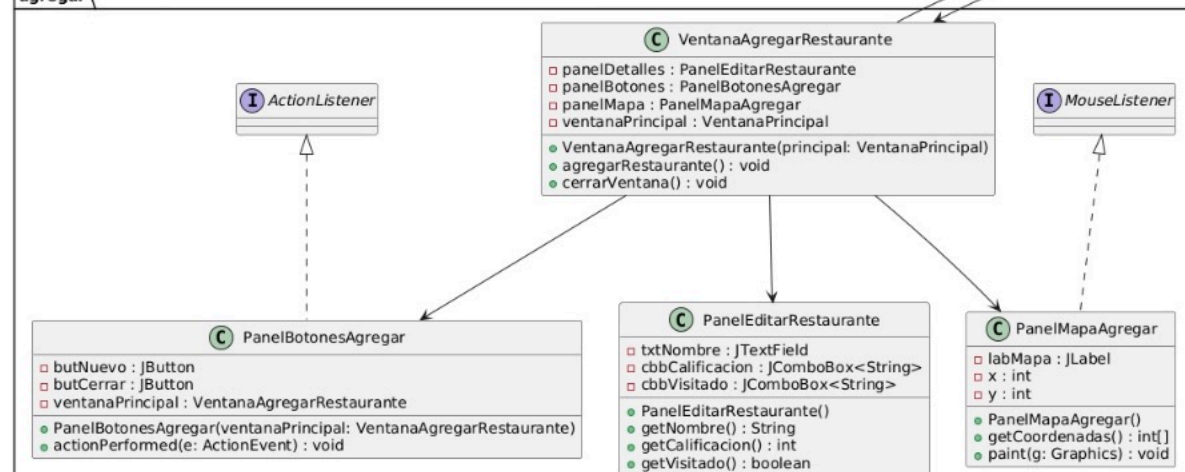 agregar
C VentanaAgregarRestaurante
panelDetalles : PanelEditarRestaurante
panelBotones : PanelBotonesAgregar
panelMapa : PanelMapaAgregar
ventanaPrincipal : VentanaPrincipal
VentanaAgregarRestaurante(principal: VentanaPrincipal)
agregarRestaurante() : void
cerrarVentana() : void
I ActionListener
I MouseListener
C PanelBotonesAgregar
butNuevo : JButton
butCerrar : JButton
ventanaPrincipal : VentanaAgregarRestaurante
PanelBotonesAgregar(ventanaPrincipal: VentanaAgregarRestaurante)
actionPerformed(e: ActionEvent) : void
C PanelEditarRestaurante
txtNombre : JTextField
cbbCalificacion : JComboBox<String>
cbbVisitado : JComboBox<String>
PanelEditarRestaurante()
getNombre() : String
getCalificacion() : int
getVisitado() : boolean
C PanelMapaAgregar
labMapa : JLabel
x : int
y : int
PanelMapaAgregar()
getCoordenadas() : int[]
paint(g: Graphics) : void